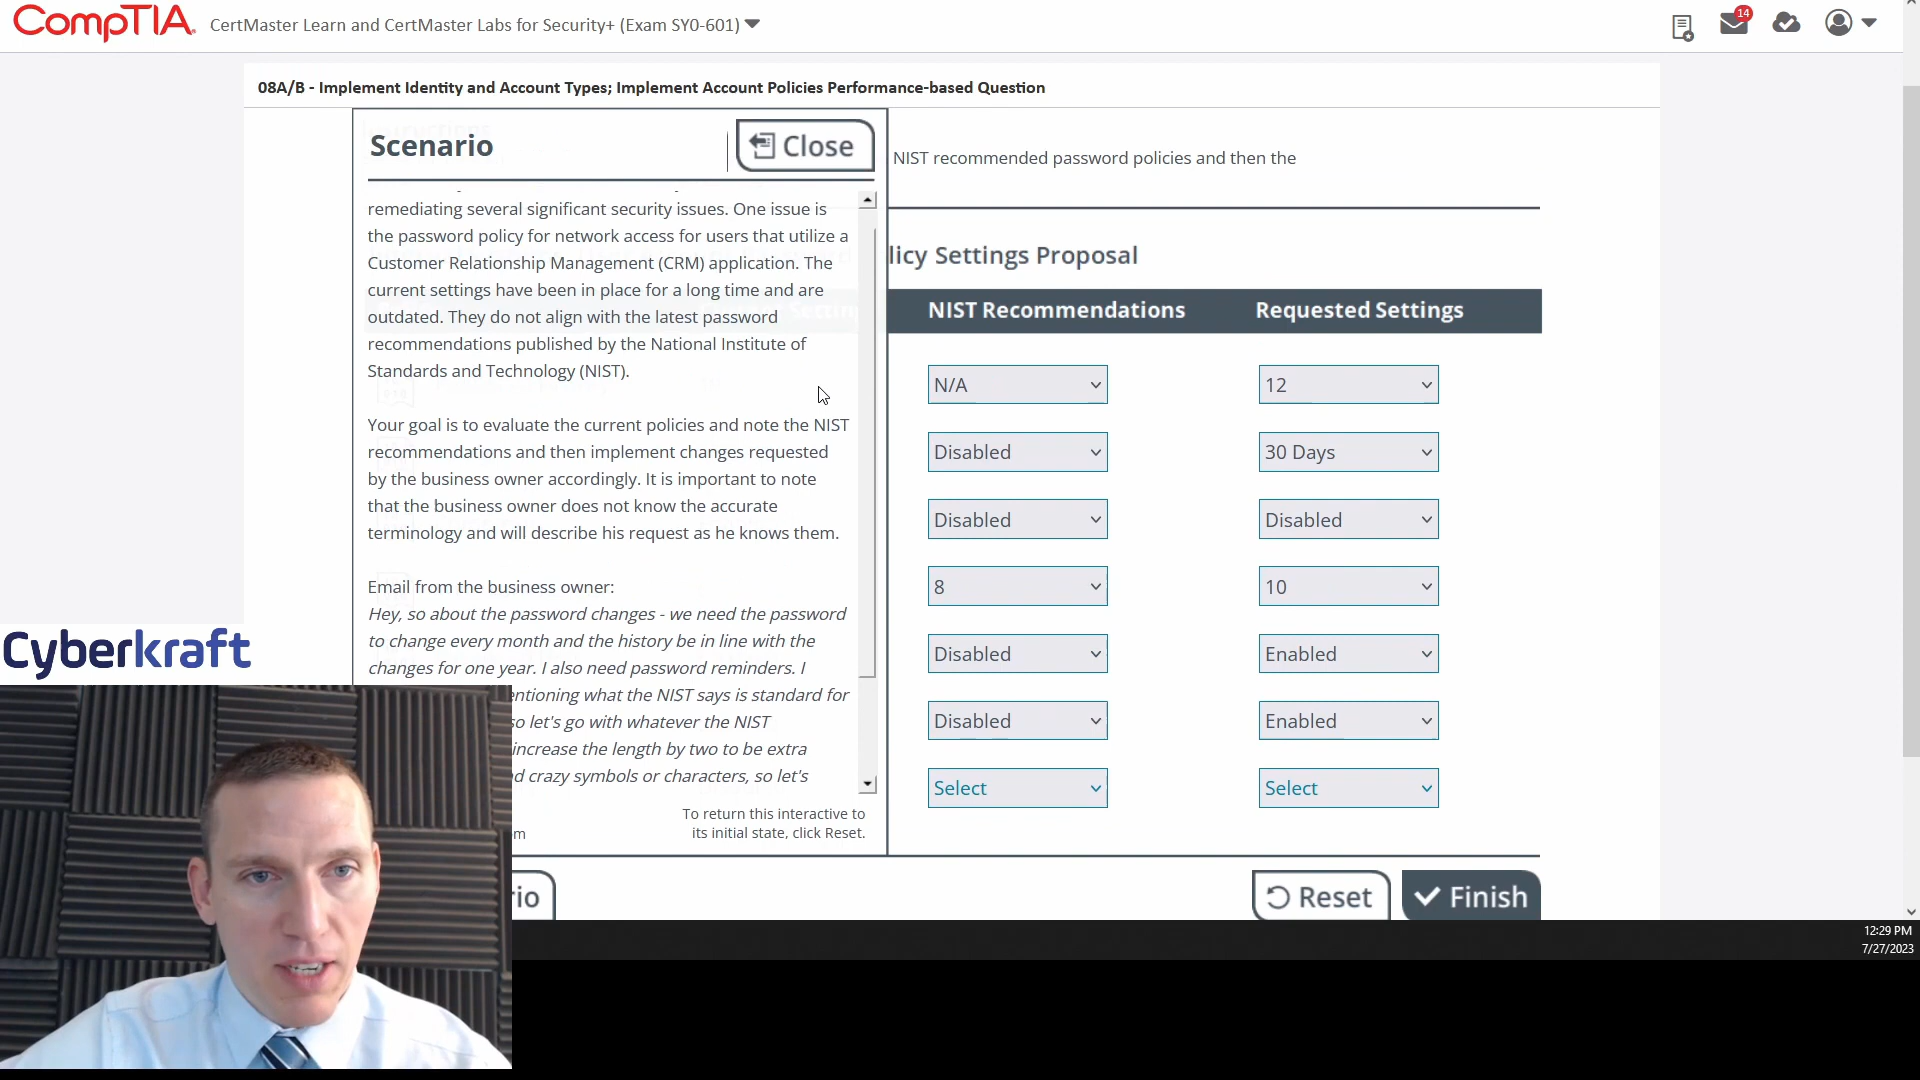 CompTIA.
CertMaster Learn and CertMaster Labs for Security+ (Exam SY0-601)
14
08A/B - Implement Identity and Account Types; Implement Account Policies Performance-based Question
Scenario
Close
remediating several significant security issues. One issue is
the password policy for network access for users that utilize a
Customer Relationship Management (CRM) application. The
current settings have been in place for a long time and are
outdated. They do not align with the latest password
recommendations published by the National Institute of
Standards and Technology (NIST).
Your goal is to evaluate the current policies and note the NIST
recommendations and then implement changes requested
by the business owner accordingly. It is important to note
that the business owner does not know the accurate
terminology and will describe his request as he knows them.
Email from the business owner:
Hey, so about the password changes - we need the password
to change every month and the history be in line with the
changes for one year. I also need password reminders. I
entioning what the NIST says is standard for
so let's go with whatever the NIST
increase the length by two to be extra
d crazy symbols or characters, so let's
To return this interactive to
its initial state, click Reset.
m
io
NIST recommended password policies and then the
licy Settings Proposal
NIST Recommendations Requested Settings
N/A 12
Disabled 30 Days
Disabled Disabled
8 10
Disabled Enabled
Disabled Enabled
Select Select
Reset
Finish
Cyberkraft
12:29 PM
7/27/2023